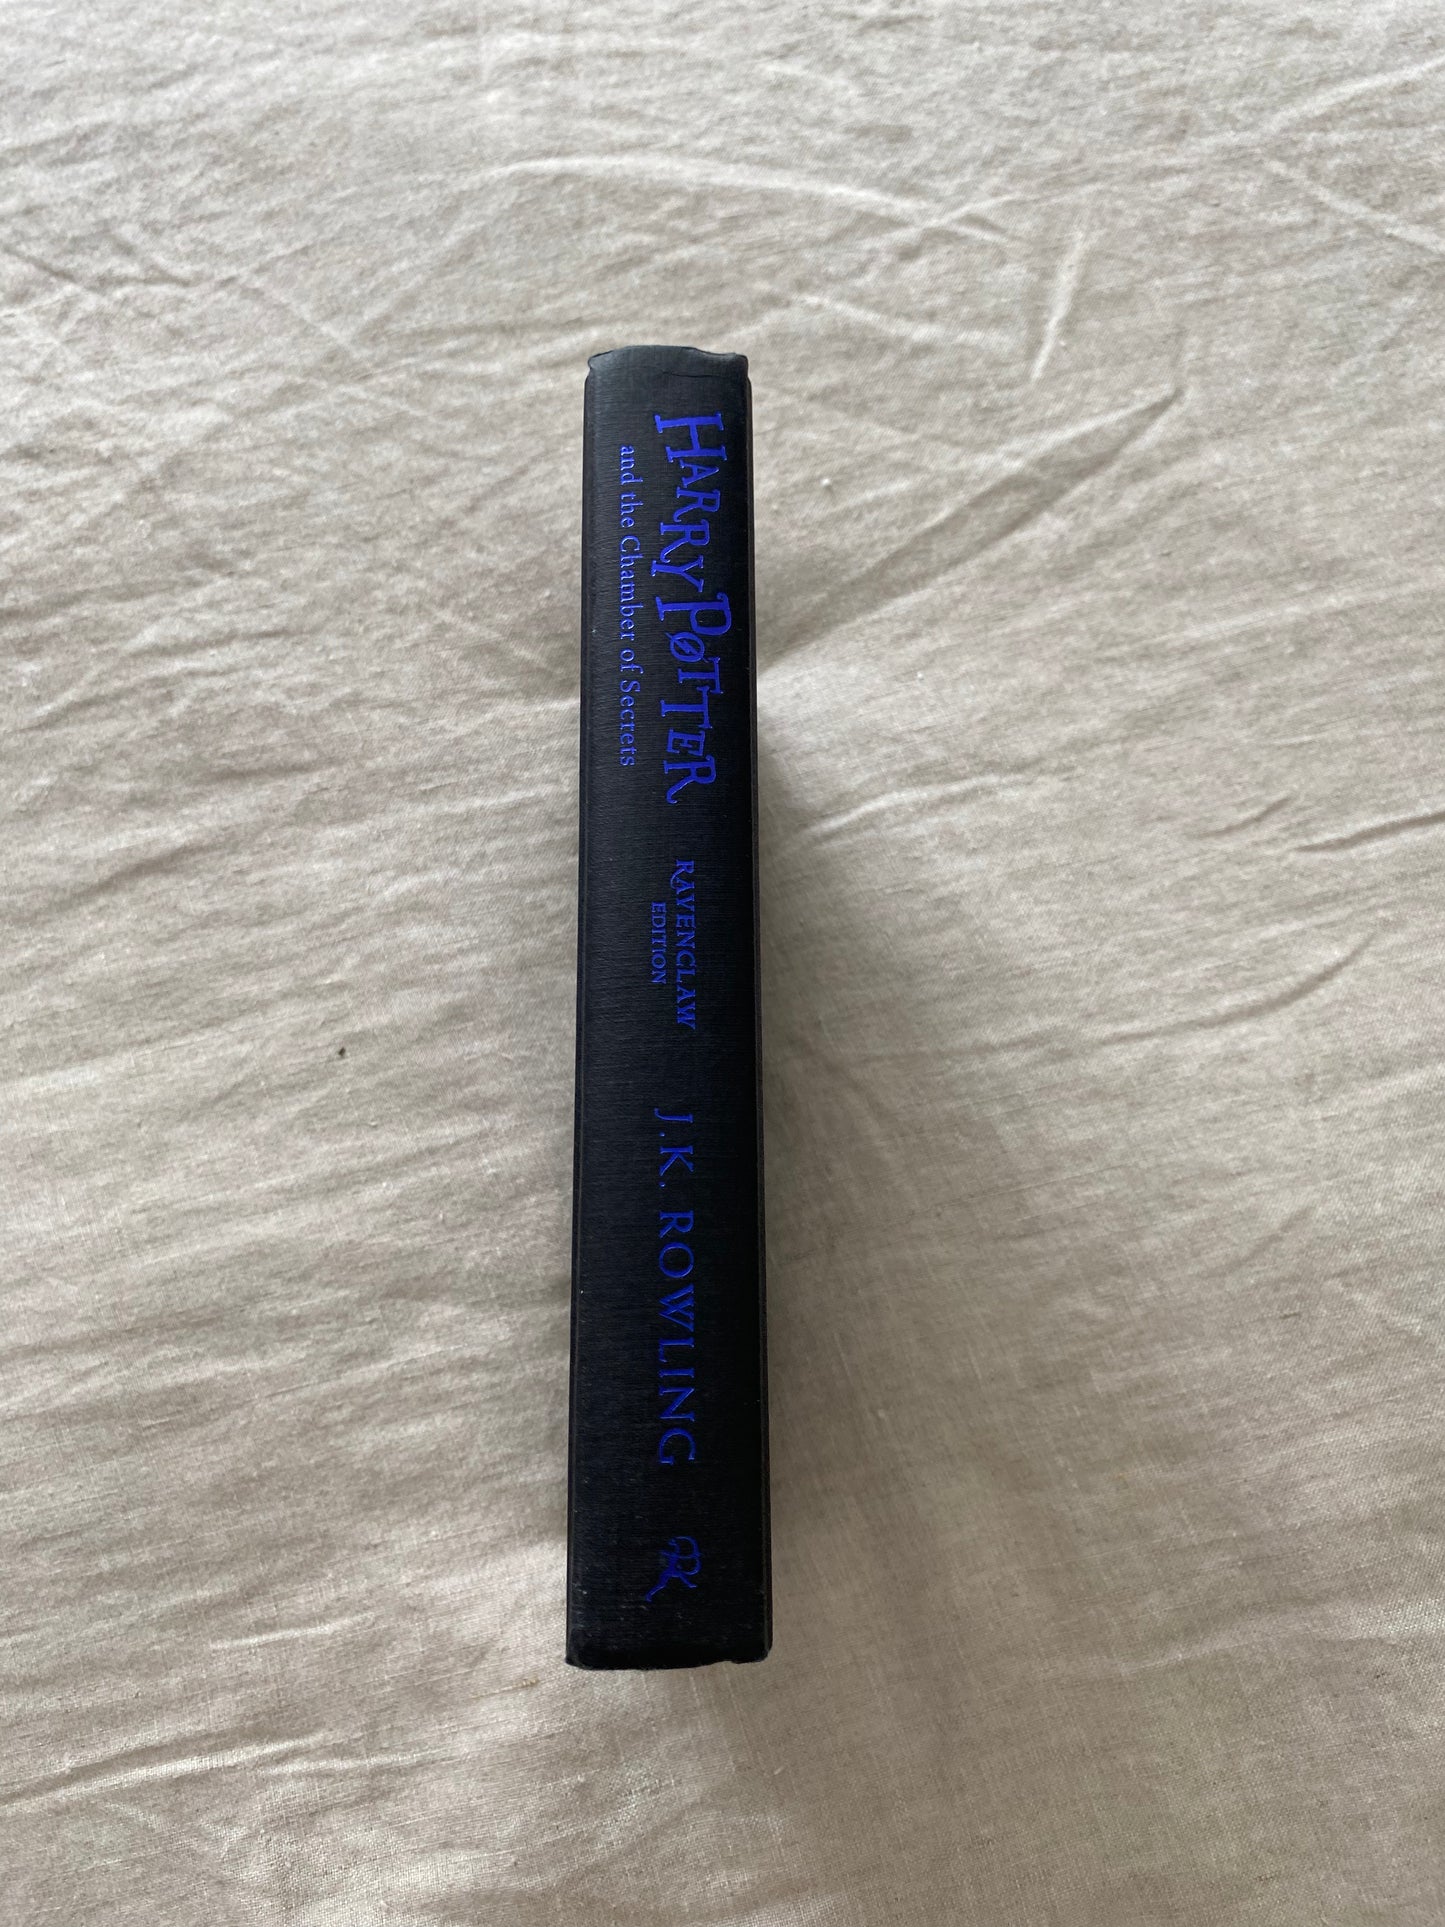 HARRY POTTER
and the Chamber of Secrets
RAVENCLAW
EDITION
J.K. ROWLING